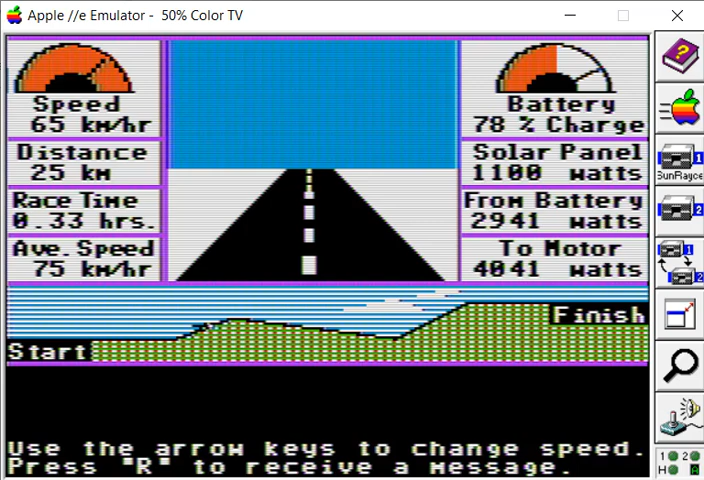 Apple //e Emulator - 50% Color TV
Speed
65 km/hr
Distance
25 km
Race Time
0.33 hrs.
Ave. Speed
75 km/hr
Battery
78 % Charge
Solar Panel
1100 watts
From Battery
2941 watts
To Motor
4041 watts
Start
Finish
Use the arrow keys to change speed.
Press "R" to receive a message.
?
1
SunRayce
2
1
2
1 2
H A